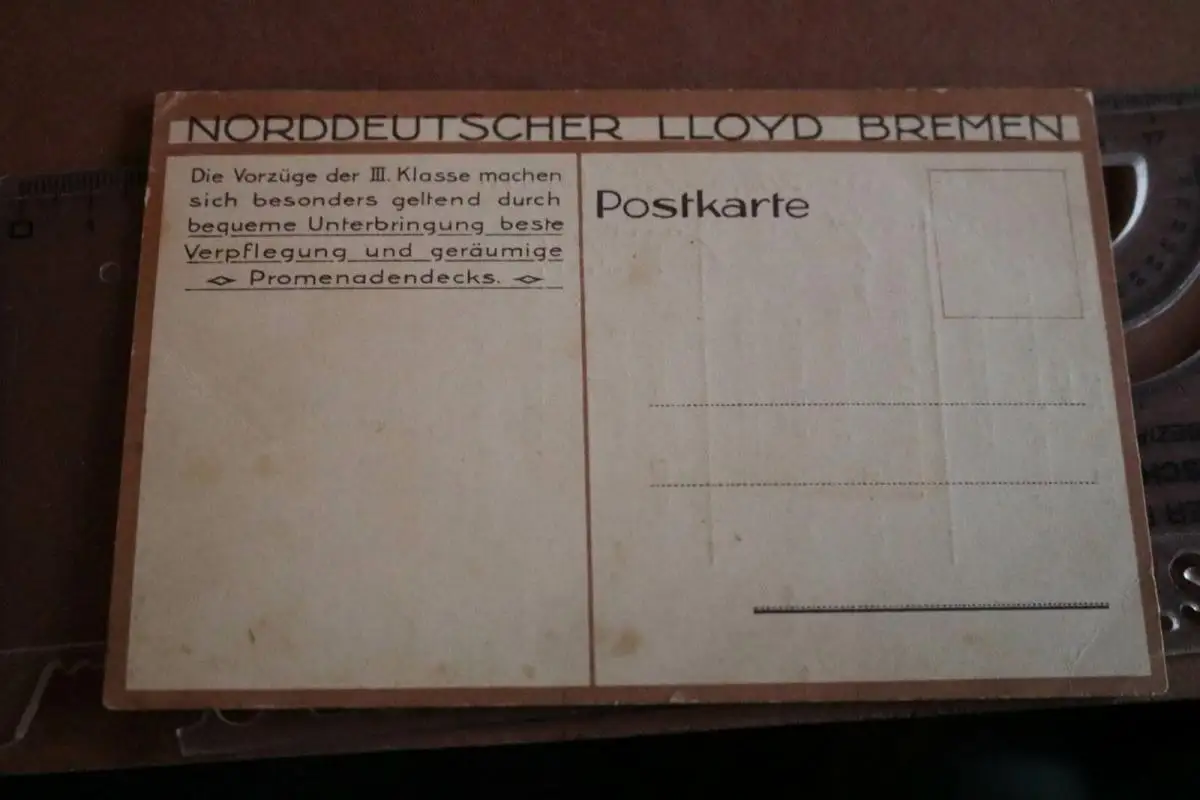 NORDDEUTSCHER LLOYD BREMEN
Die Vorzüge der III. Klasse machen
sich besonders geltend durch
bequeme Unterbringung beste
Verpflegung und geräumige
Promenadendecks.
Postkarte